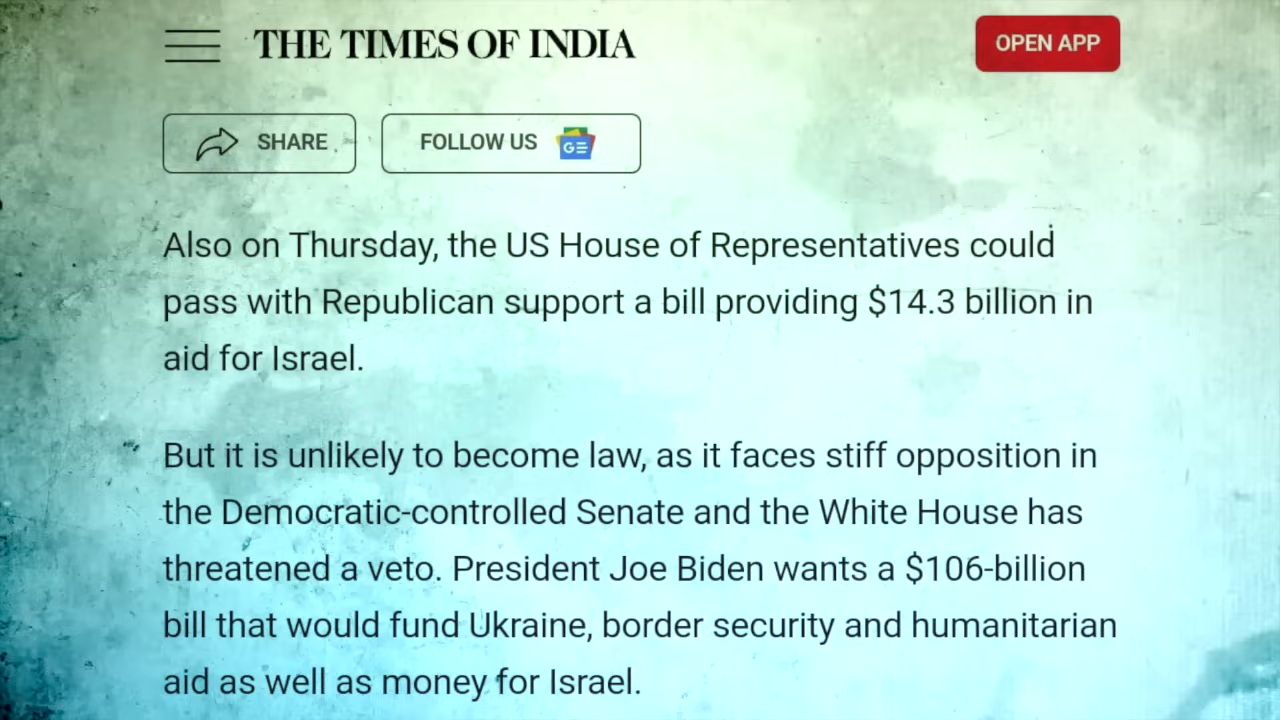 THE TIMES OF INDIA
OPEN APP
SHARE
FOLLOW US
GE
Also on Thursday, the US House of Representatives could
pass with Republican support a bill providing $14.3 billion in
aid for Israel.
But it is unlikely to become law, as it faces stiff opposition in
the Democratic-controlled Senate and the White House has
threatened a veto. President Joe Biden wants a $106-billion
bill that would fund Ukraine, border security and humanitarian
aid as well as money for Israel.